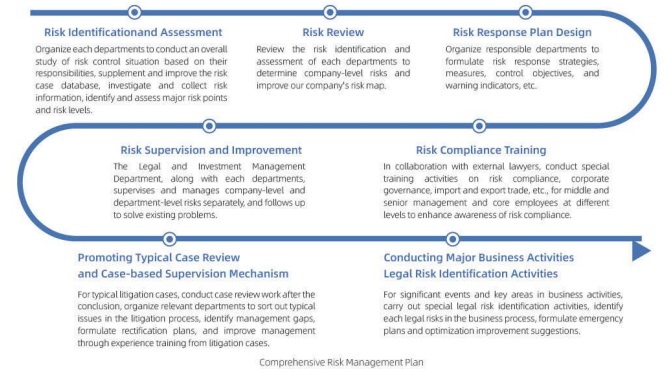 Risk Identificationand Assessment
Organize each departments to conduct an overall
study of risk control situation based on their
responsibilities, supplement and improve the risk
case database, investigate and collect risk
information, identify and assess major risk points
and risk levels.
Risk Review
Review the risk identification and
assessment of each departments to
determine company-level risks and
improve our company's risk map.
Risk Response Plan Design
Organize responsible departments to
formulate risk response strategies,
measures, control objectives, and
warning indicators, etc.
Risk Supervision and Improvement
The Legal and Investment Management
Department, along with each departments,
supervises and manages company-level and
department-level risks separately, and follows up
to solve existing problems.
Risk Compliance Training
In collaboration with external lawyers, conduct special
training activities on risk compliance, corporate
governance, import and export trade, etc., for middle and
senior management and core employees at different
levels to enhance awareness of risk compliance.
Promoting Typical Case Review
and Case-based Supervision Mechanism
For typical litigation cases, conduct case review work after the
conclusion, organize relevant departments to sort out typical
issues in the litigation process, identify management gaps,
formulate rectification plans, and improve management
through experience training from litigation cases.
Conducting Major Business Activities
Legal Risk Identification Activities
For significant events and key areas in business activities,
carry out special legal risk identification activities, identify
each legal risks in the business process, formulate emergency
plans and optimization improvement suggestions.
Comprehensive Risk Management Plan